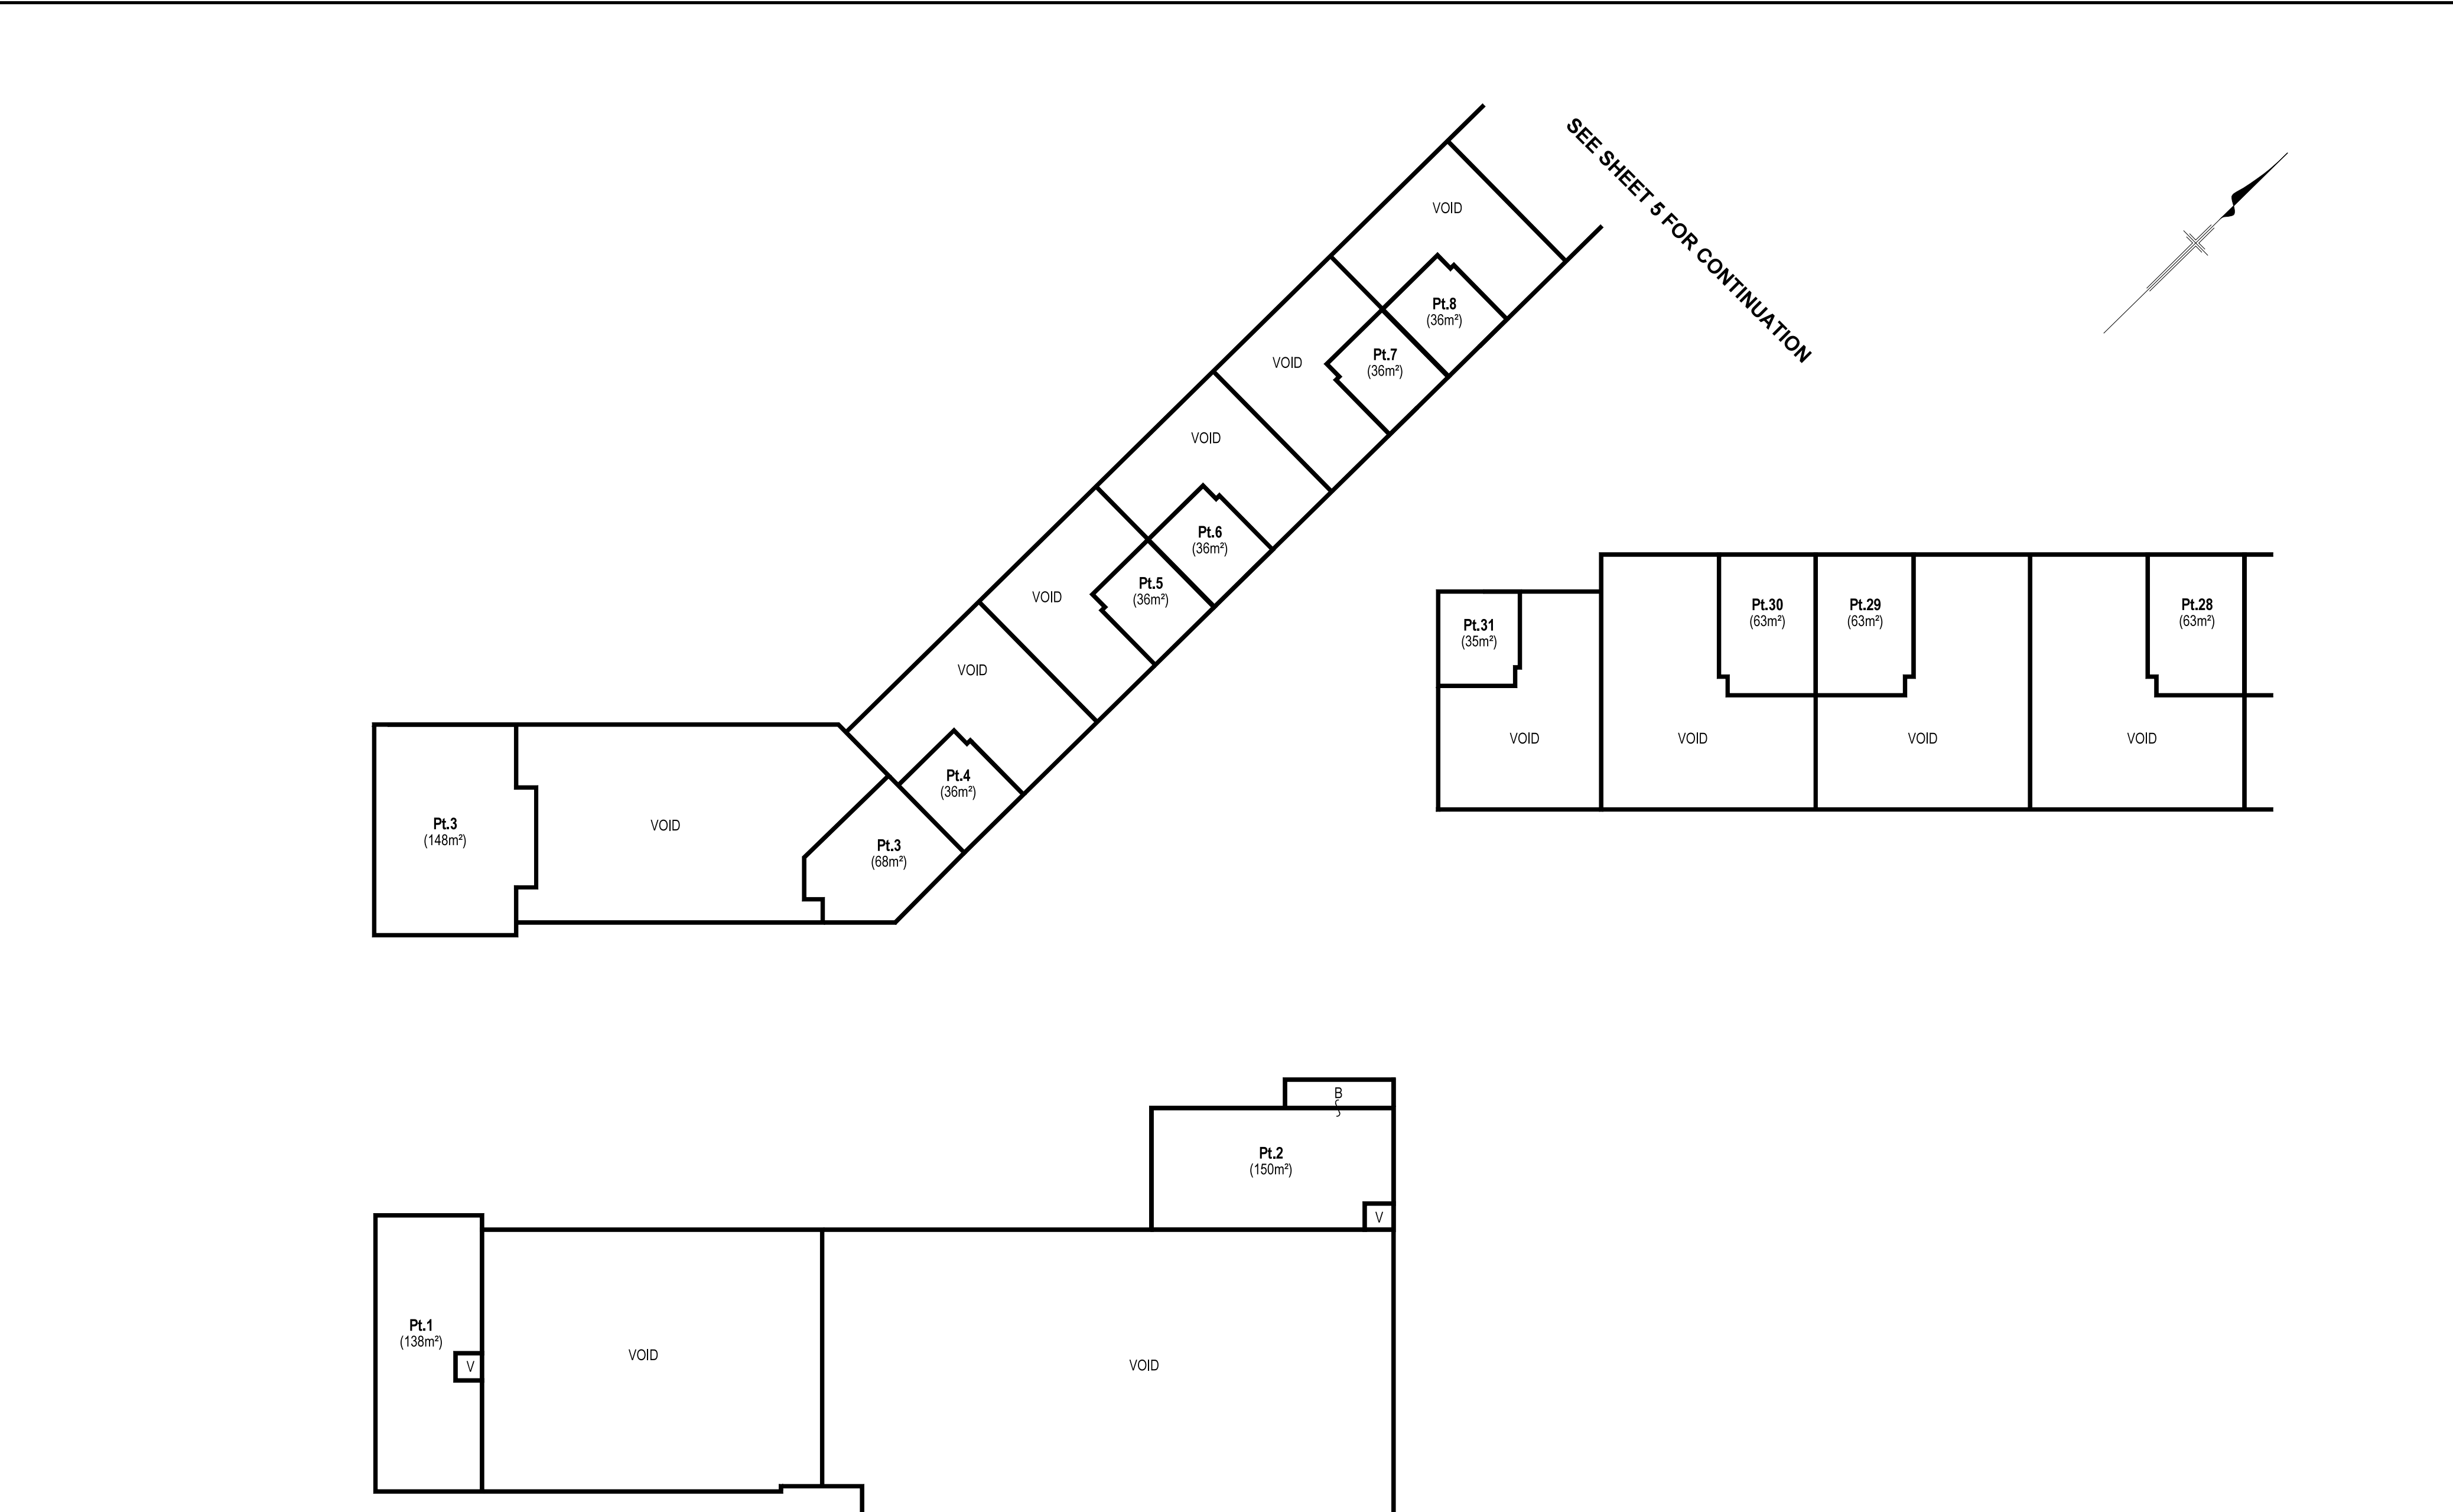 SEE SHEET 5 FOR CONTINUATION
VOID
Pt.8
(36m²)
VOID
Pt.7
(36m²)
VOID
Pt.6
(36m²)
VOID
Pt.5
(36m²)
VOID
Pt.4
(36m²)
Pt.3
(148m²)
VOID
Pt.3
(68m²)
Pt.31
(35m²)
VOID
Pt.30
(63m²)
VOID
Pt.29
(63m²)
VOID
Pt.28
(63m²)
VOID
B
Pt.2
(150m²)
V
Pt.1
(138m²)
V
VOID
VOID